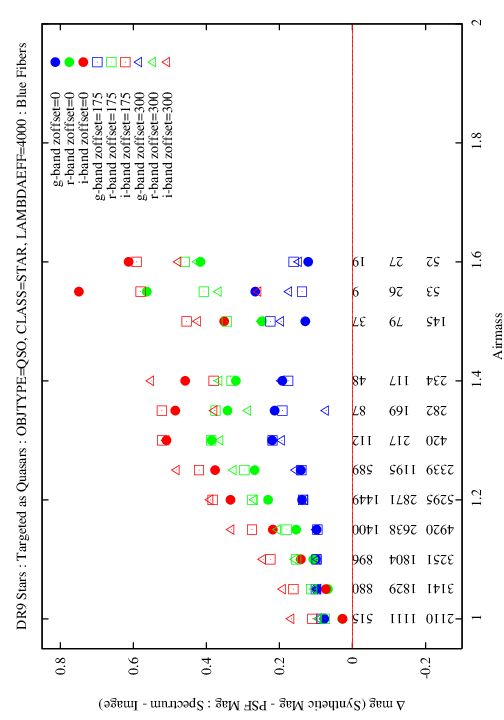 DR9 Stars : Targeted as Quasars : OBJTYPE=QSO, CLASS=STAR, LAMBDAEFF=4000 : Blue Fibers
g-band zoffset=0
r-band zoffset=0
i-band zoffset=0
g-band zoffset=175
r-band zoffset=175
i-band zoffset=175
g-band zoffset=300
r-band zoffset=300
i-band zoffset=300
Δ mag (Synthetic Mag - PSF Mag : Spectrum - Image)
0.8
0.6
0.4
0.2
0
-0.2
515 880 896 1400 1449 589 112 87 48 37 9 19
1111 1829 1804 2638 2871 1195 217 169 117 79 26 27
2110 3141 3251 4920 5295 2339 420 282 234 145 53 52
1 1.2 1.4 1.6 1.8 2
Airmass